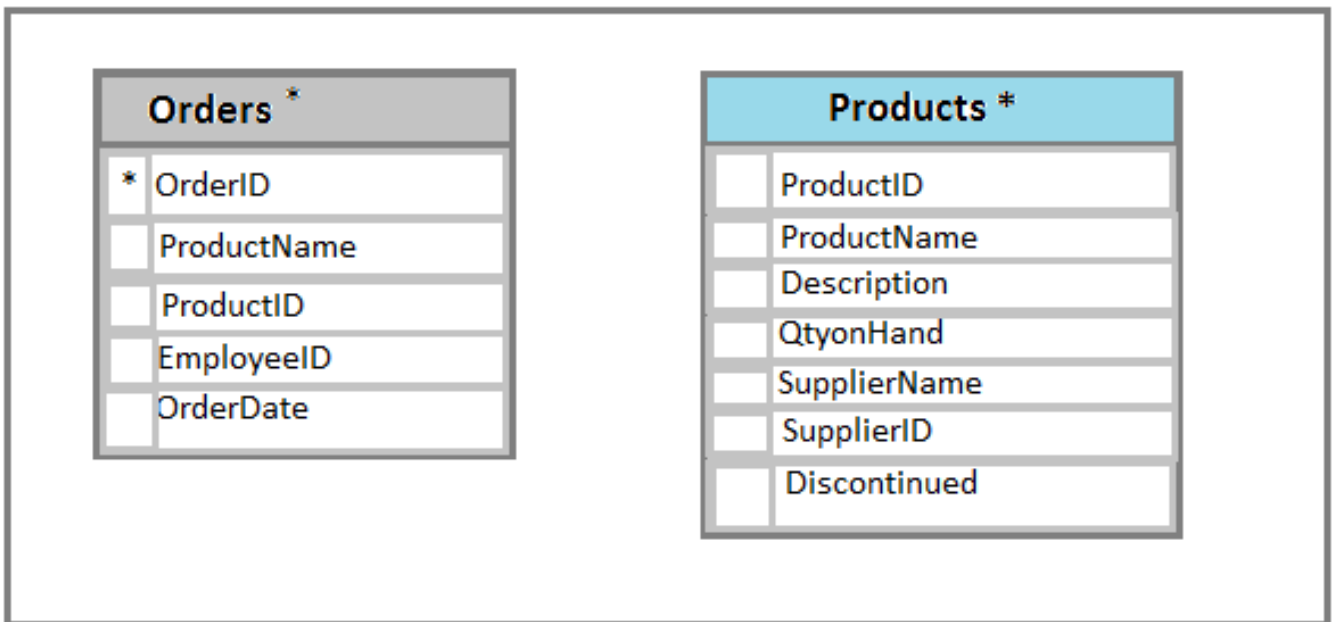 Orders *
* OrderID
ProductName
ProductID
EmployeeID
OrderDate
Products *
ProductID
ProductName
Description
QtyonHand
SupplierName
SupplierID
Discontinued